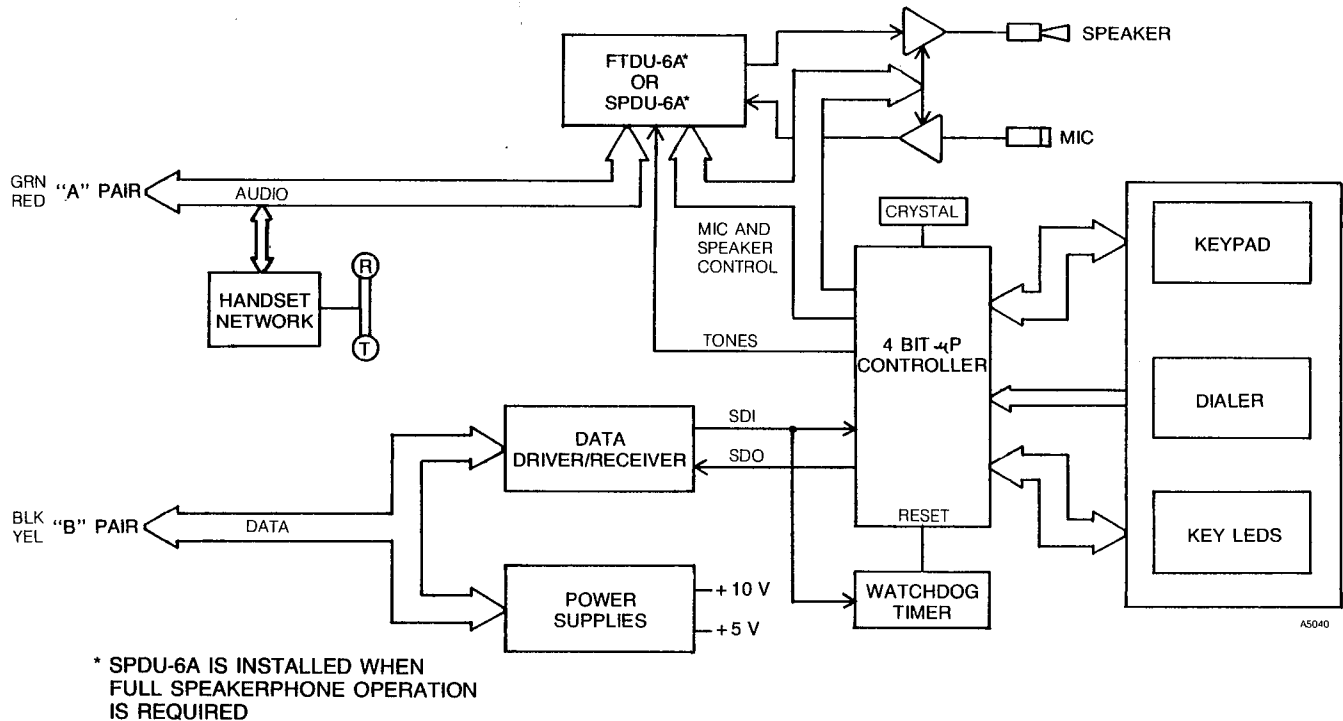 FTDU-6A*
OR
SPDU-6A*
SPEAKER
MIC
GRN
RED
"A" PAIR
AUDIO
HANDSET
NETWORK
R
T
MIC AND
SPEAKER
CONTROL
TONES
CRYSTAL
4 BIT μP
CONTROLLER
RESET
KEYPAD
DIALER
KEY LEDS
DATA
DRIVER/RECEIVER
SDI
SDO
BLK
YEL
"B" PAIR
DATA
POWER
SUPPLIES
+ 10 V
+ 5 V
WATCHDOG
TIMER
A5040
* SPDU-6A IS INSTALLED WHEN
FULL SPEAKERPHONE OPERATION
IS REQUIRED